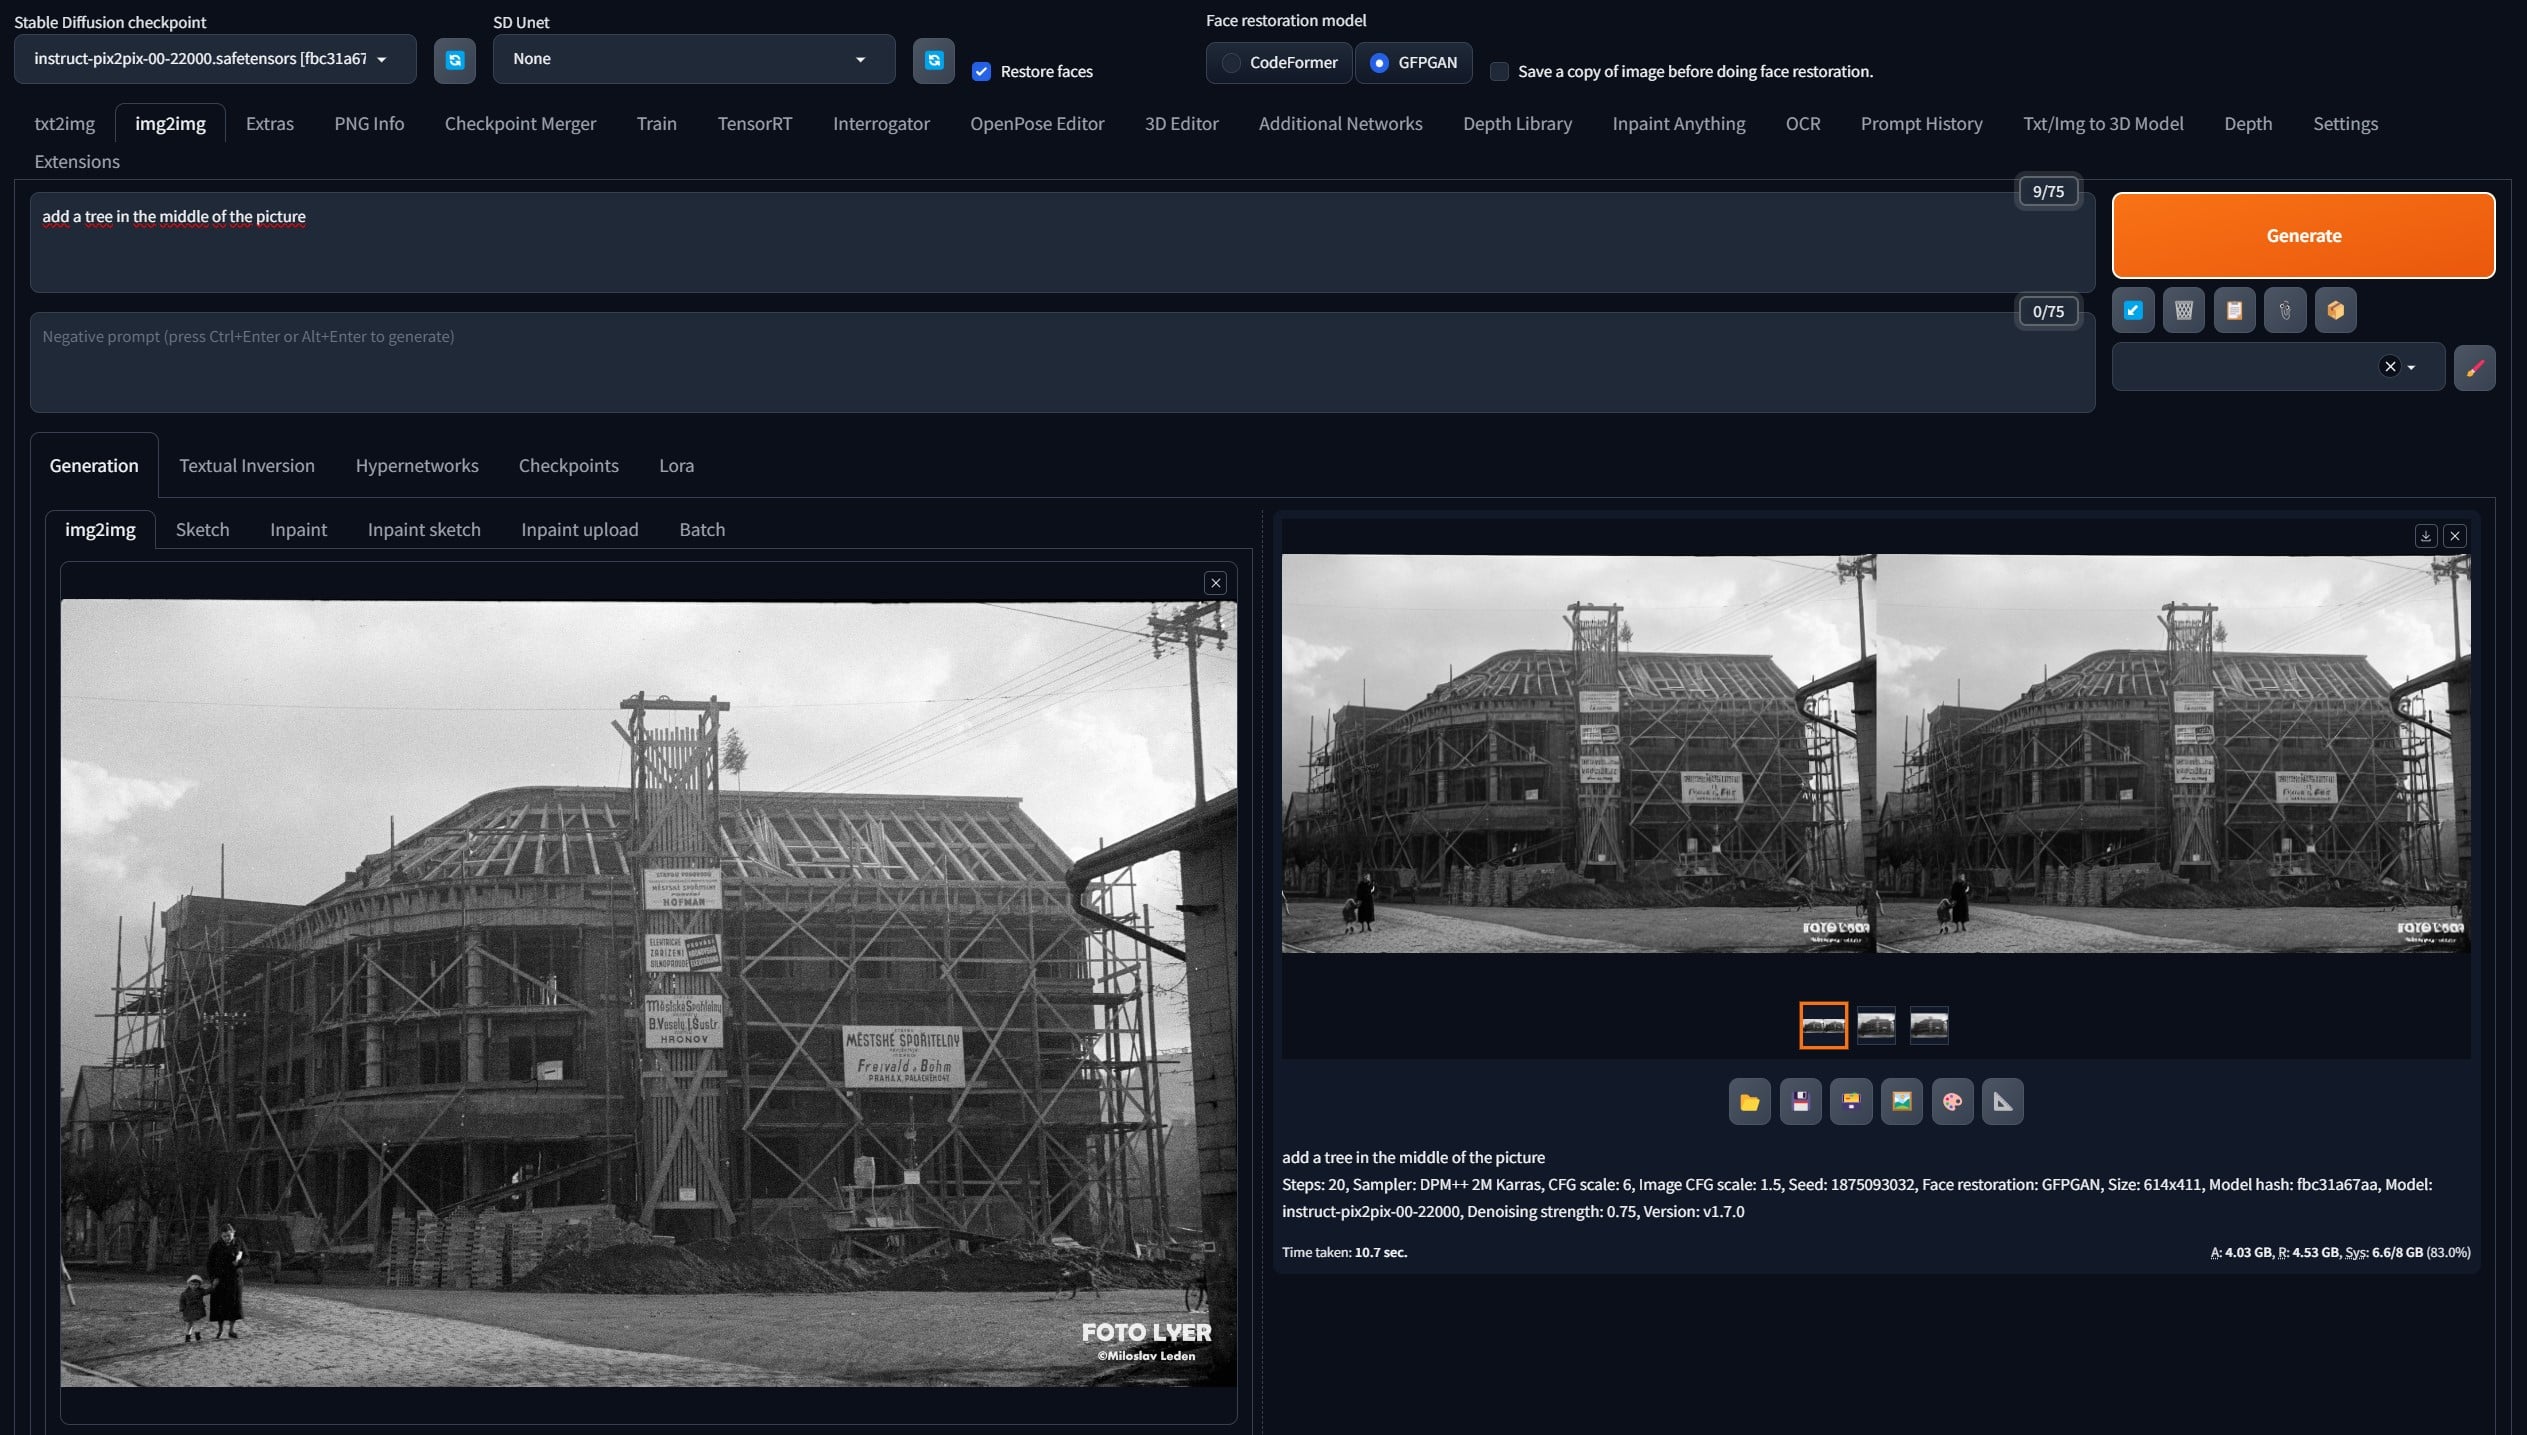 Stable Diffusion checkpoint
SD Unet
Face restoration model
instruct-pix2pix-00-22000.safetensors [fbc31a67
None
Restore faces
CodeFormer
GFPGAN
Save a copy of image before doing face restoration.
txt2img
img2img
Extras
PNG Info
Checkpoint Merger
Train
TensorRT
Interrogator
OpenPose Editor
3D Editor
Additional Networks
Depth Library
Inpaint Anything
OCR
Prompt History
Txt/Img to 3D Model
Depth
Settings
Extensions
9/75
add a tree in the middle of the picture
Generate
0/75
Negative prompt (press Ctrl+Enter or Alt+Enter to generate)
Generation
Textual Inversion
Hypernetworks
Checkpoints
Lora
img2img
Sketch
Inpaint
Inpaint sketch
Inpaint upload
Batch
MĚSTSKÉ SPOŘITELNY
HOFMAN
ELEKTRICKÉ
ZAŘÍZENÍ
SILNOPROUDÉ
Městské Spořitelny
B.Veselý, J.Šustr.
HRONOV
MĚSTSKÉ SPOŘITELNY
Freivald a Böhm
PRAHA X, PALACKÉHO
FOTO LYER
©Miloslav Leden
add a tree in the middle of the picture
Steps: 20, Sampler: DPM++ 2M Karras, CFG scale: 6, Image CFG scale: 1.5, Seed: 1875093032, Face restoration: GFPGAN, Size: 614x411, Model hash: fbc31a67aa, Model:
instruct-pix2pix-00-22000, Denoising strength: 0.75, Version: v1.7.0
Time taken: 10.7 sec.
A: 4.03 GB, R: 4.53 GB, Sys: 6.6/8 GB (83.0%)